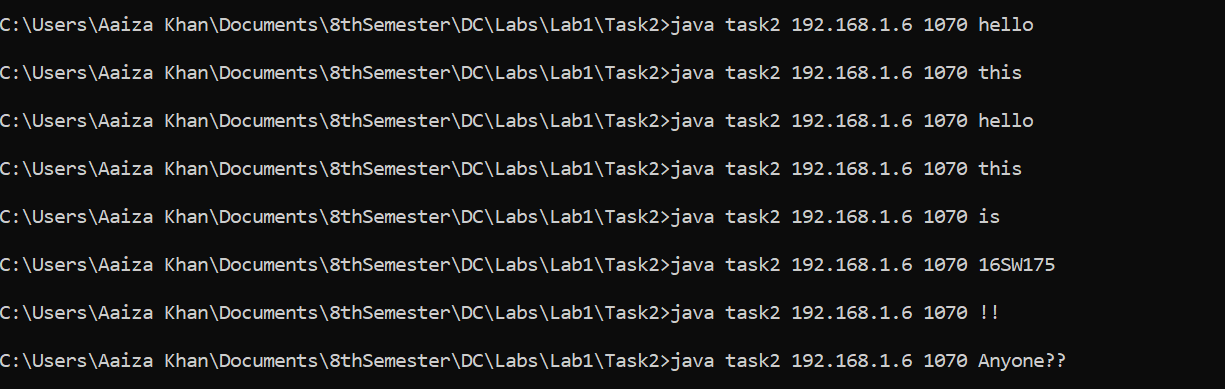 C:\Users\Aaiza Khan\Documents\8thSemester\DC\Labs\Lab1\Task2>java task2 192.168.1.6 1070 hello
C:\Users\Aaiza Khan\Documents\8thSemester\DC\Labs\Lab1\Task2>java task2 192.168.1.6 1070 this
C:\Users\Aaiza Khan\Documents\8thSemester\DC\Labs\Lab1\Task2>java task2 192.168.1.6 1070 hello
C:\Users\Aaiza Khan\Documents\8thSemester\DC\Labs\Lab1\Task2>java task2 192.168.1.6 1070 this
C:\Users\Aaiza Khan\Documents\8thSemester\DC\Labs\Lab1\Task2>java task2 192.168.1.6 1070 is
C:\Users\Aaiza Khan\Documents\8thSemester\DC\Labs\Lab1\Task2>java task2 192.168.1.6 1070 16SW175
C:\Users\Aaiza Khan\Documents\8thSemester\DC\Labs\Lab1\Task2>java task2 192.168.1.6 1070 !!
C:\Users\Aaiza Khan\Documents\8thSemester\DC\Labs\Lab1\Task2>java task2 192.168.1.6 1070 Anyone??